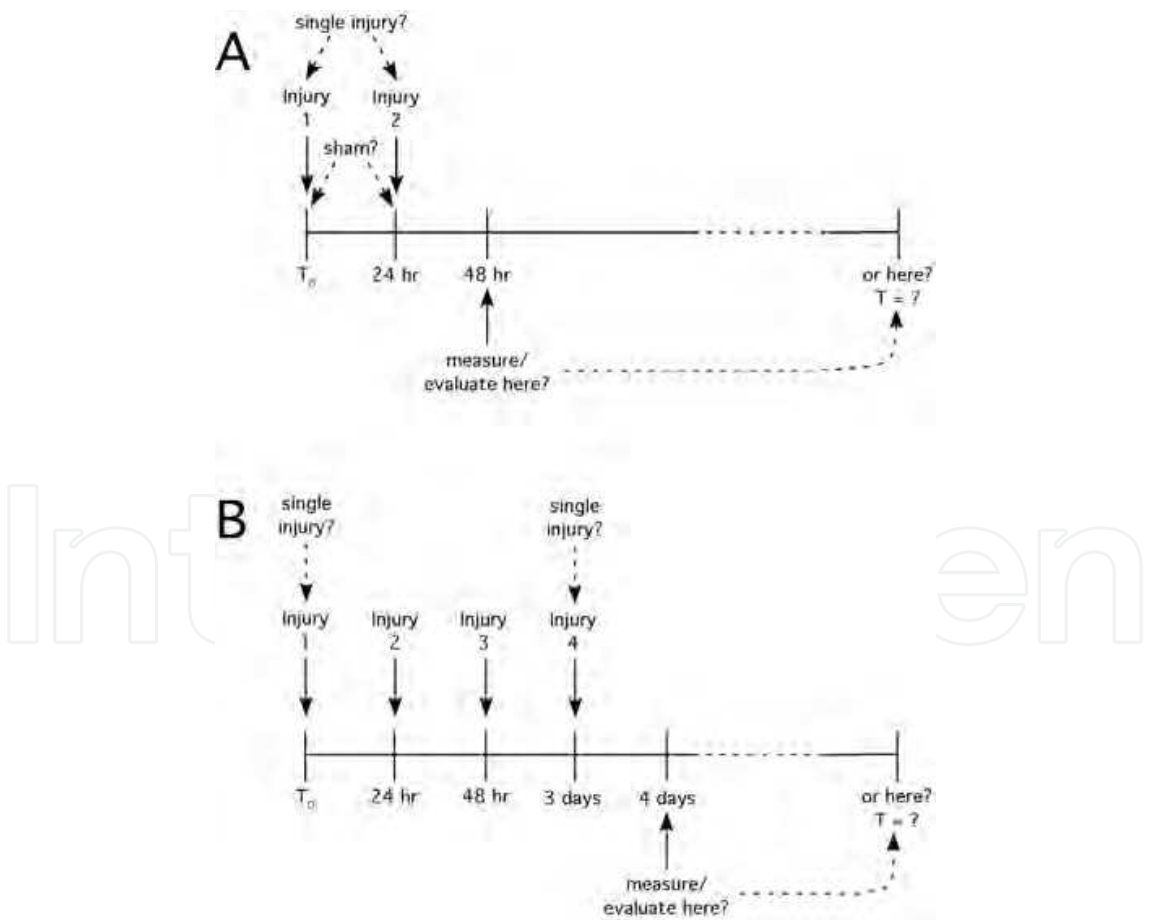 A
single injury?
Injury Injury
1 2
sham?
T₀ 24 hr 48 hr or here?
T = ?
measure/
evaluate here?
B
single single
injury? injury?
Injury Injury Injury Injury
1 2 3 4
T₀ 24 hr 48 hr 3 days 4 days or here?
T = ?
measure/
evaluate here?
Int en